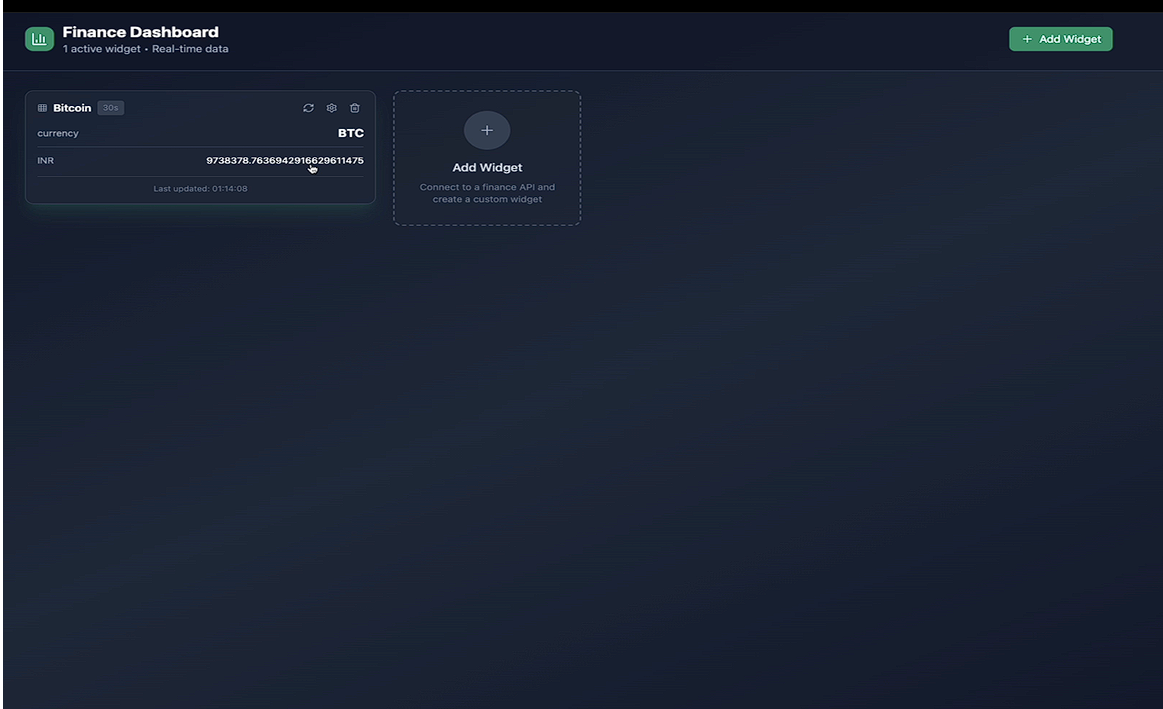 Finance Dashboard
1 active widget • Real-time data
+ Add Widget
Bitcoin 30s
currency BTC
INR 9738378.7636942916629611475
Last updated: 01:14:08
+
Add Widget
Connect to a finance API and
create a custom widget